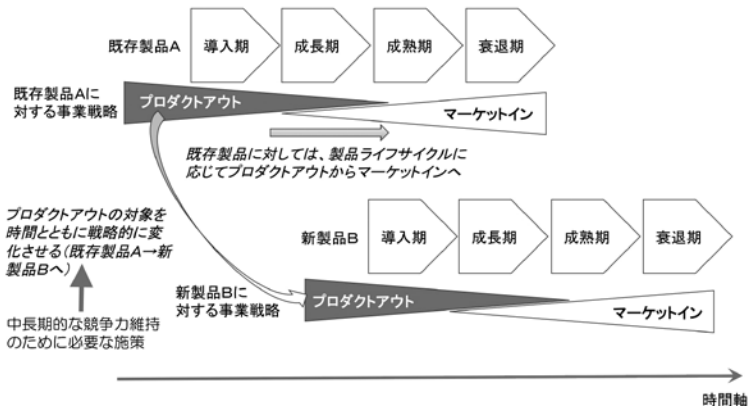 既存製品A
導入期
成長期
成熟期
衰退期
既存製品Aに
対する事業戦略
プロダクトアウト
マーケットイン
既存製品に対しては、製品ライフサイクルに
応じてプロダクトアウトからマーケットインへ
プロダクトアウトの対象を
時間とともに戦略的に変
化させる(既存製品A→新
製品Bへ)
中長期的な競争力維持
のために必要な施策
新製品B
導入期
成長期
成熟期
衰退期
新製品Bに
対する事業戦略
プロダクトアウト
マーケットイン
時間軸